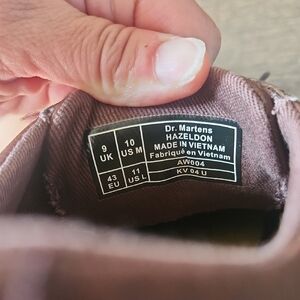 9 UK
10 US M
43 EU
11 US L
Dr. Martens
HAZELDON
MADE IN VIETNAM
Fabriqué en Vietnam
AW004
KV 04 U